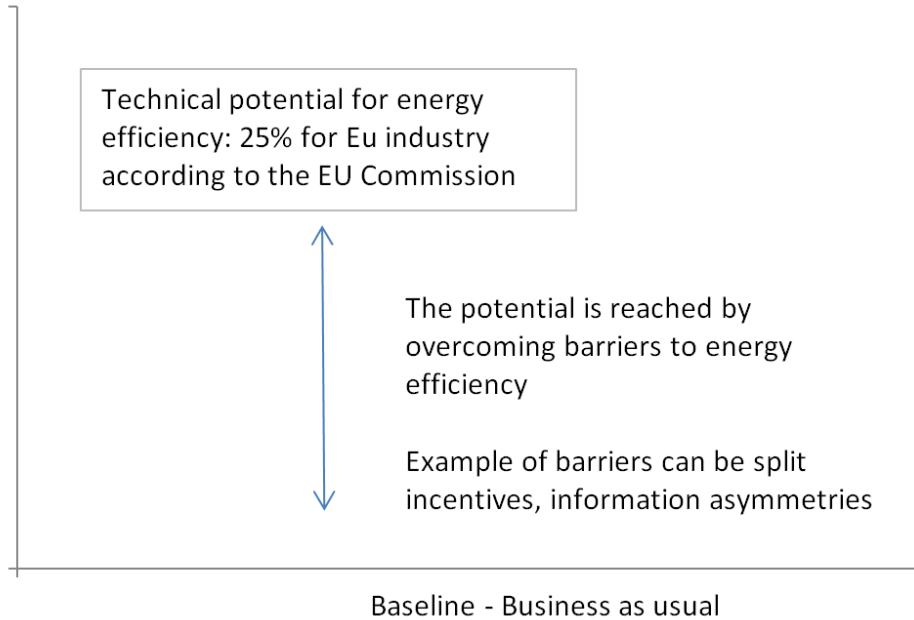 Technical potential for energy
efficiency: 25% for Eu industry
according to the EU Commission
The potential is reached by
overcoming barriers to energy
efficiency
Example of barriers can be split
incentives, information asymmetries
Baseline - Business as usual